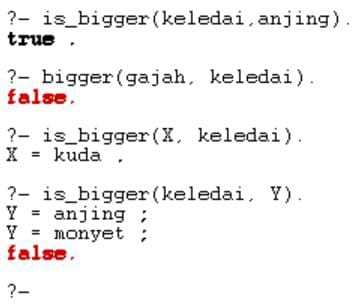 ?- is_bigger(keledai,anjing).
true .
?- bigger(gajah, keledai).
false.
?- is_bigger(X, keledai).
X = kuda .
?- is_bigger(keledai, Y).
Y = anjing ;
Y = monyet ;
false.
?-